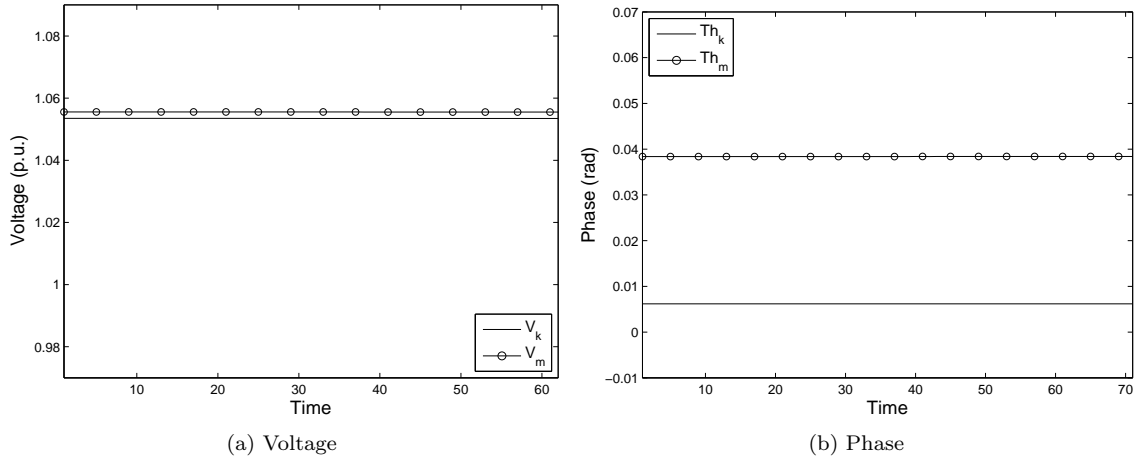 1.08
1.06
1.04
1.02
1
0.98
Voltage (p.u.)
10 20 30 40 50 60
Time
V_k
V_m
(a) Voltage
0.07
0.06
0.05
0.04
0.03
0.02
0.01
0
−0.01
Phase (rad)
10 20 30 40 50 60 70
Time
Th_k
Th_m
(b) Phase